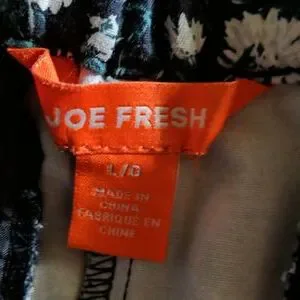 JOE FRESH
L/G
MADE IN
CHINA
FABRIQUÉ EN
CHINE